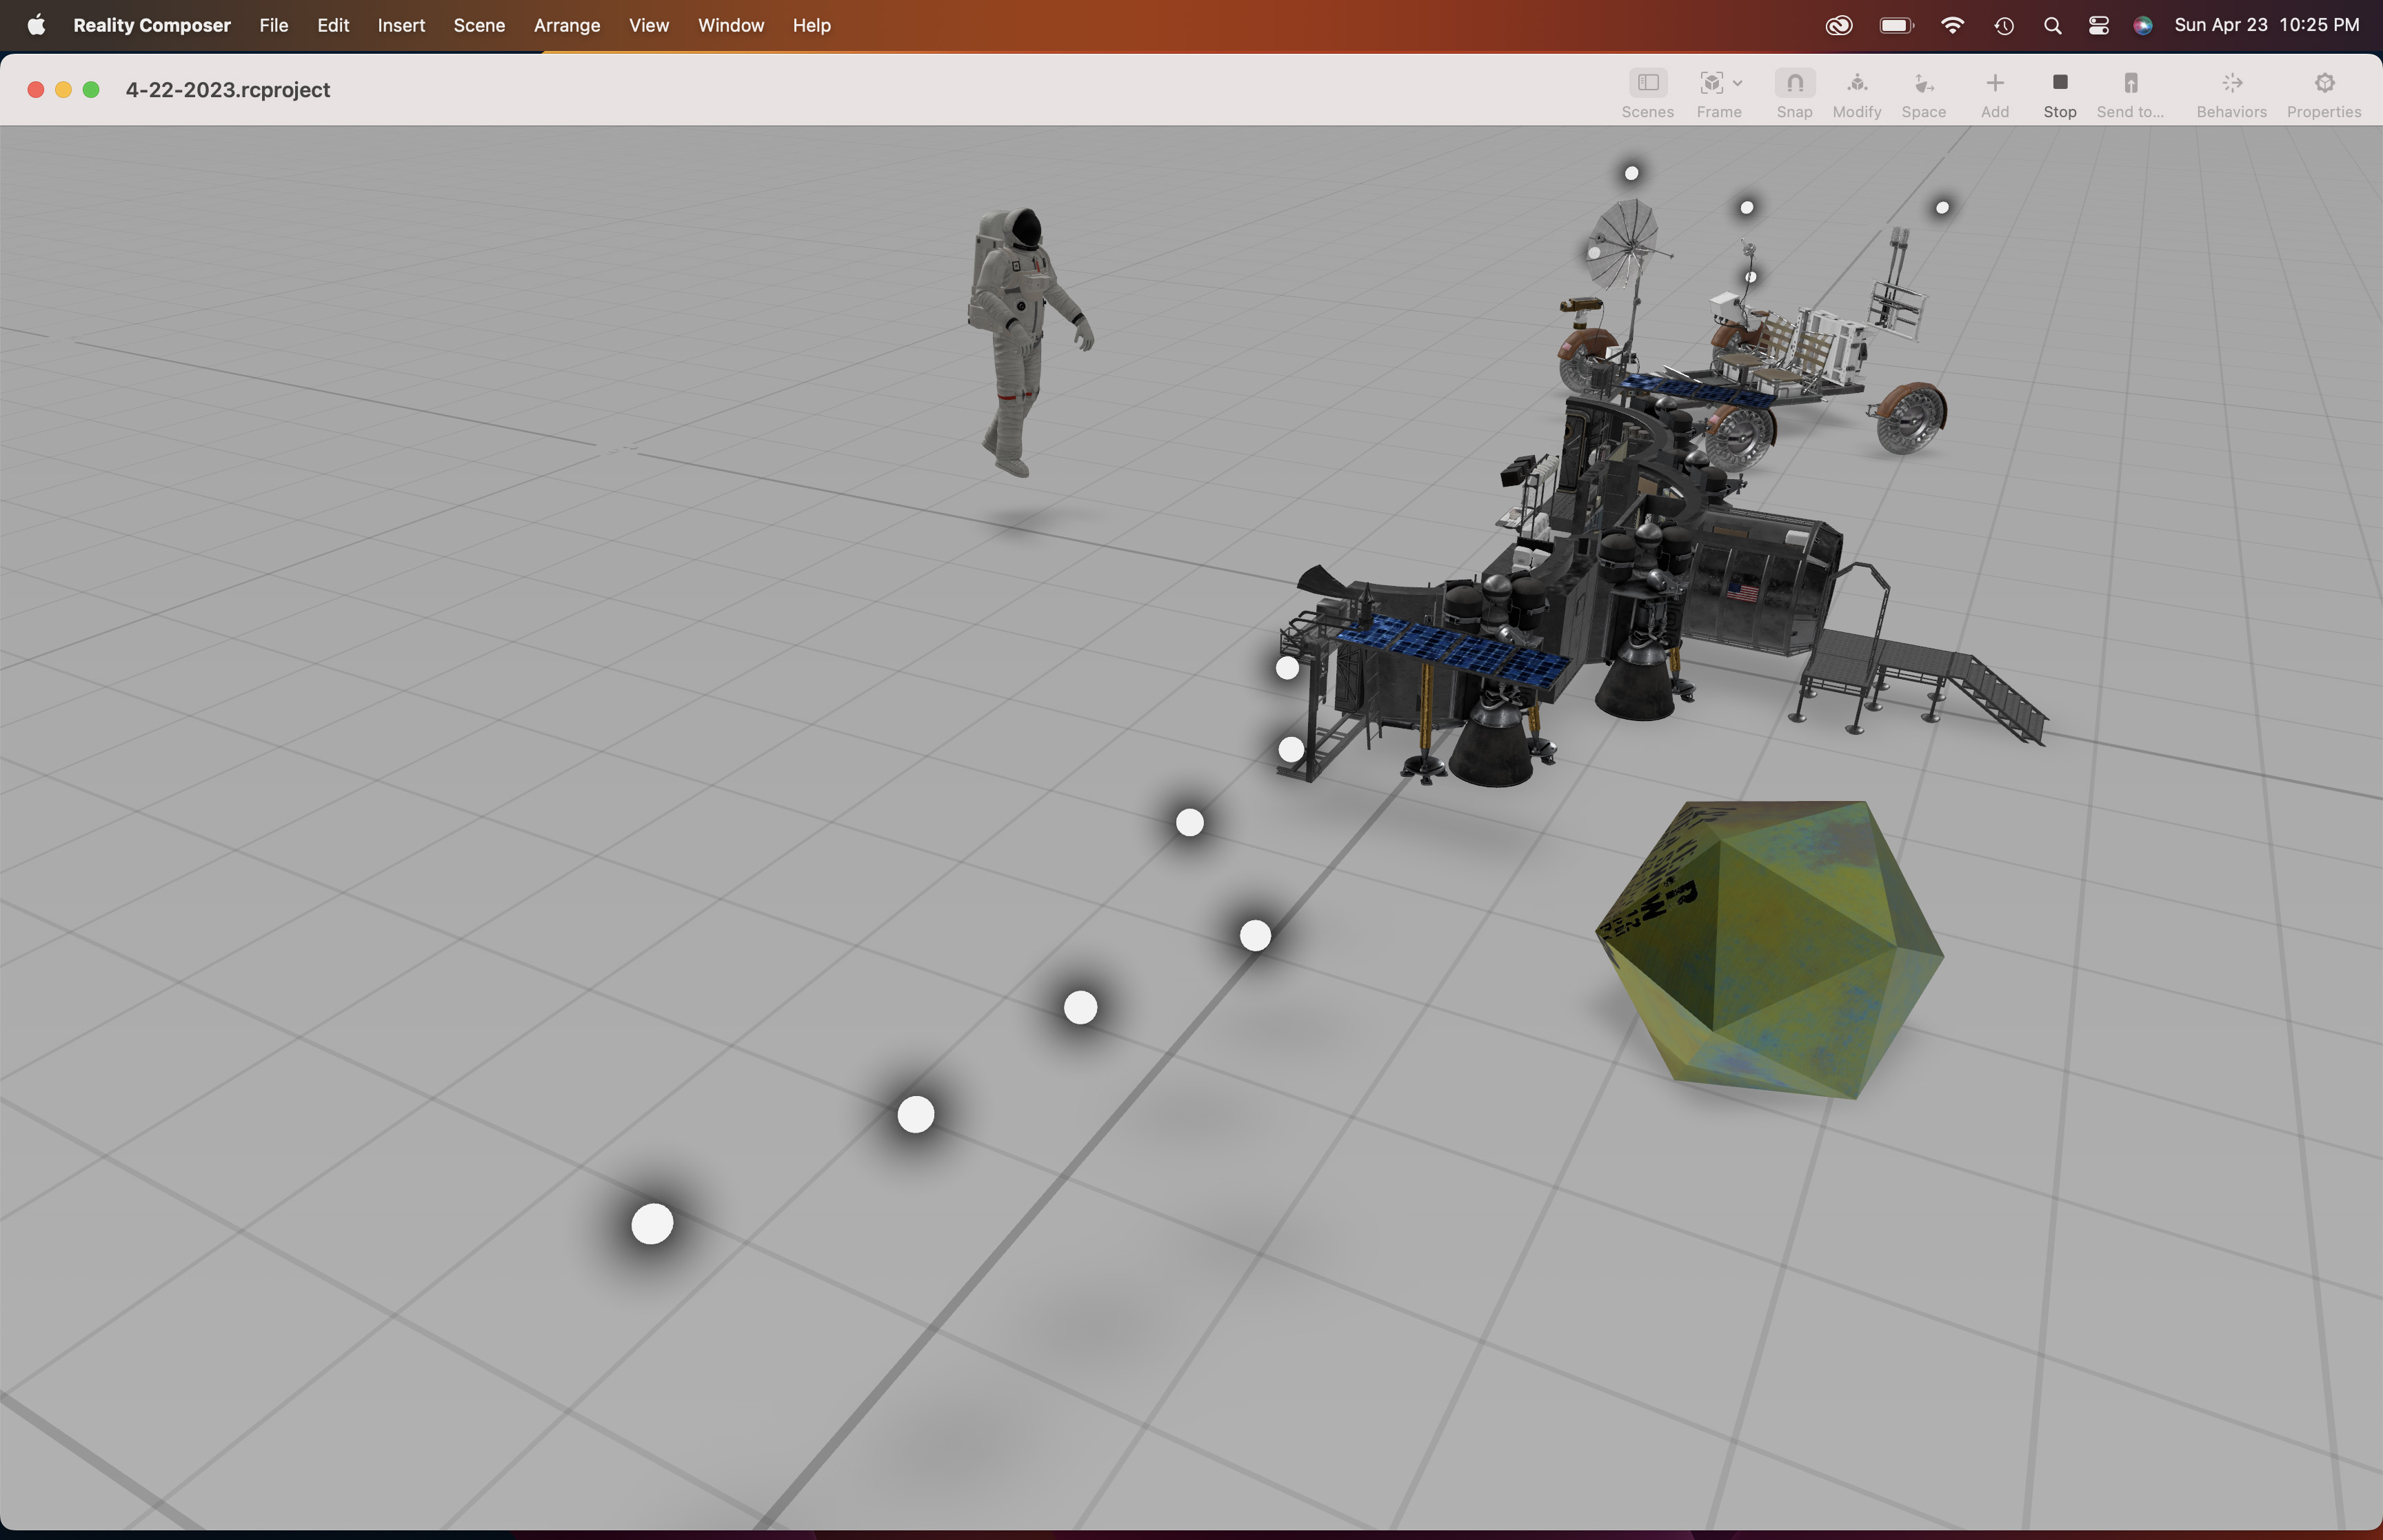 Reality Composer File Edit Insert Scene Arrange View Window Help Sun Apr 23 10:25 PM
4-22-2023.rcproject
Scenes Frame Snap Modify Space Add Stop Send to... Behaviors Properties